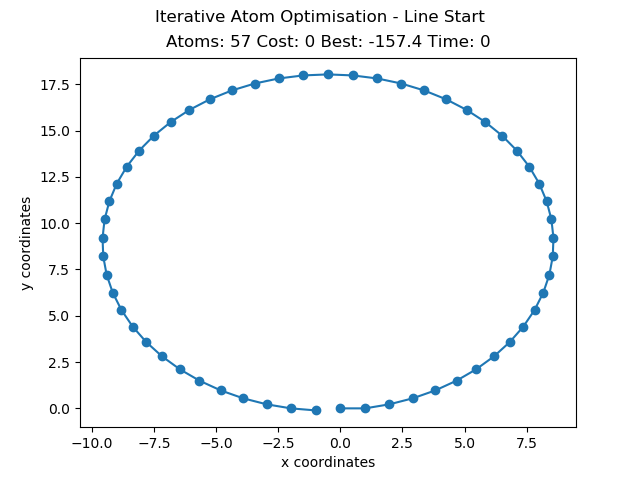 Iterative Atom Optimisation - Line Start
Atoms: 57 Cost: 0 Best: -157.4 Time: 0
17.5
15.0
12.5
10.0
7.5
5.0
2.5
0.0
y coordinates
−10.0 −7.5 −5.0 −2.5 0.0 2.5 5.0 7.5
x coordinates